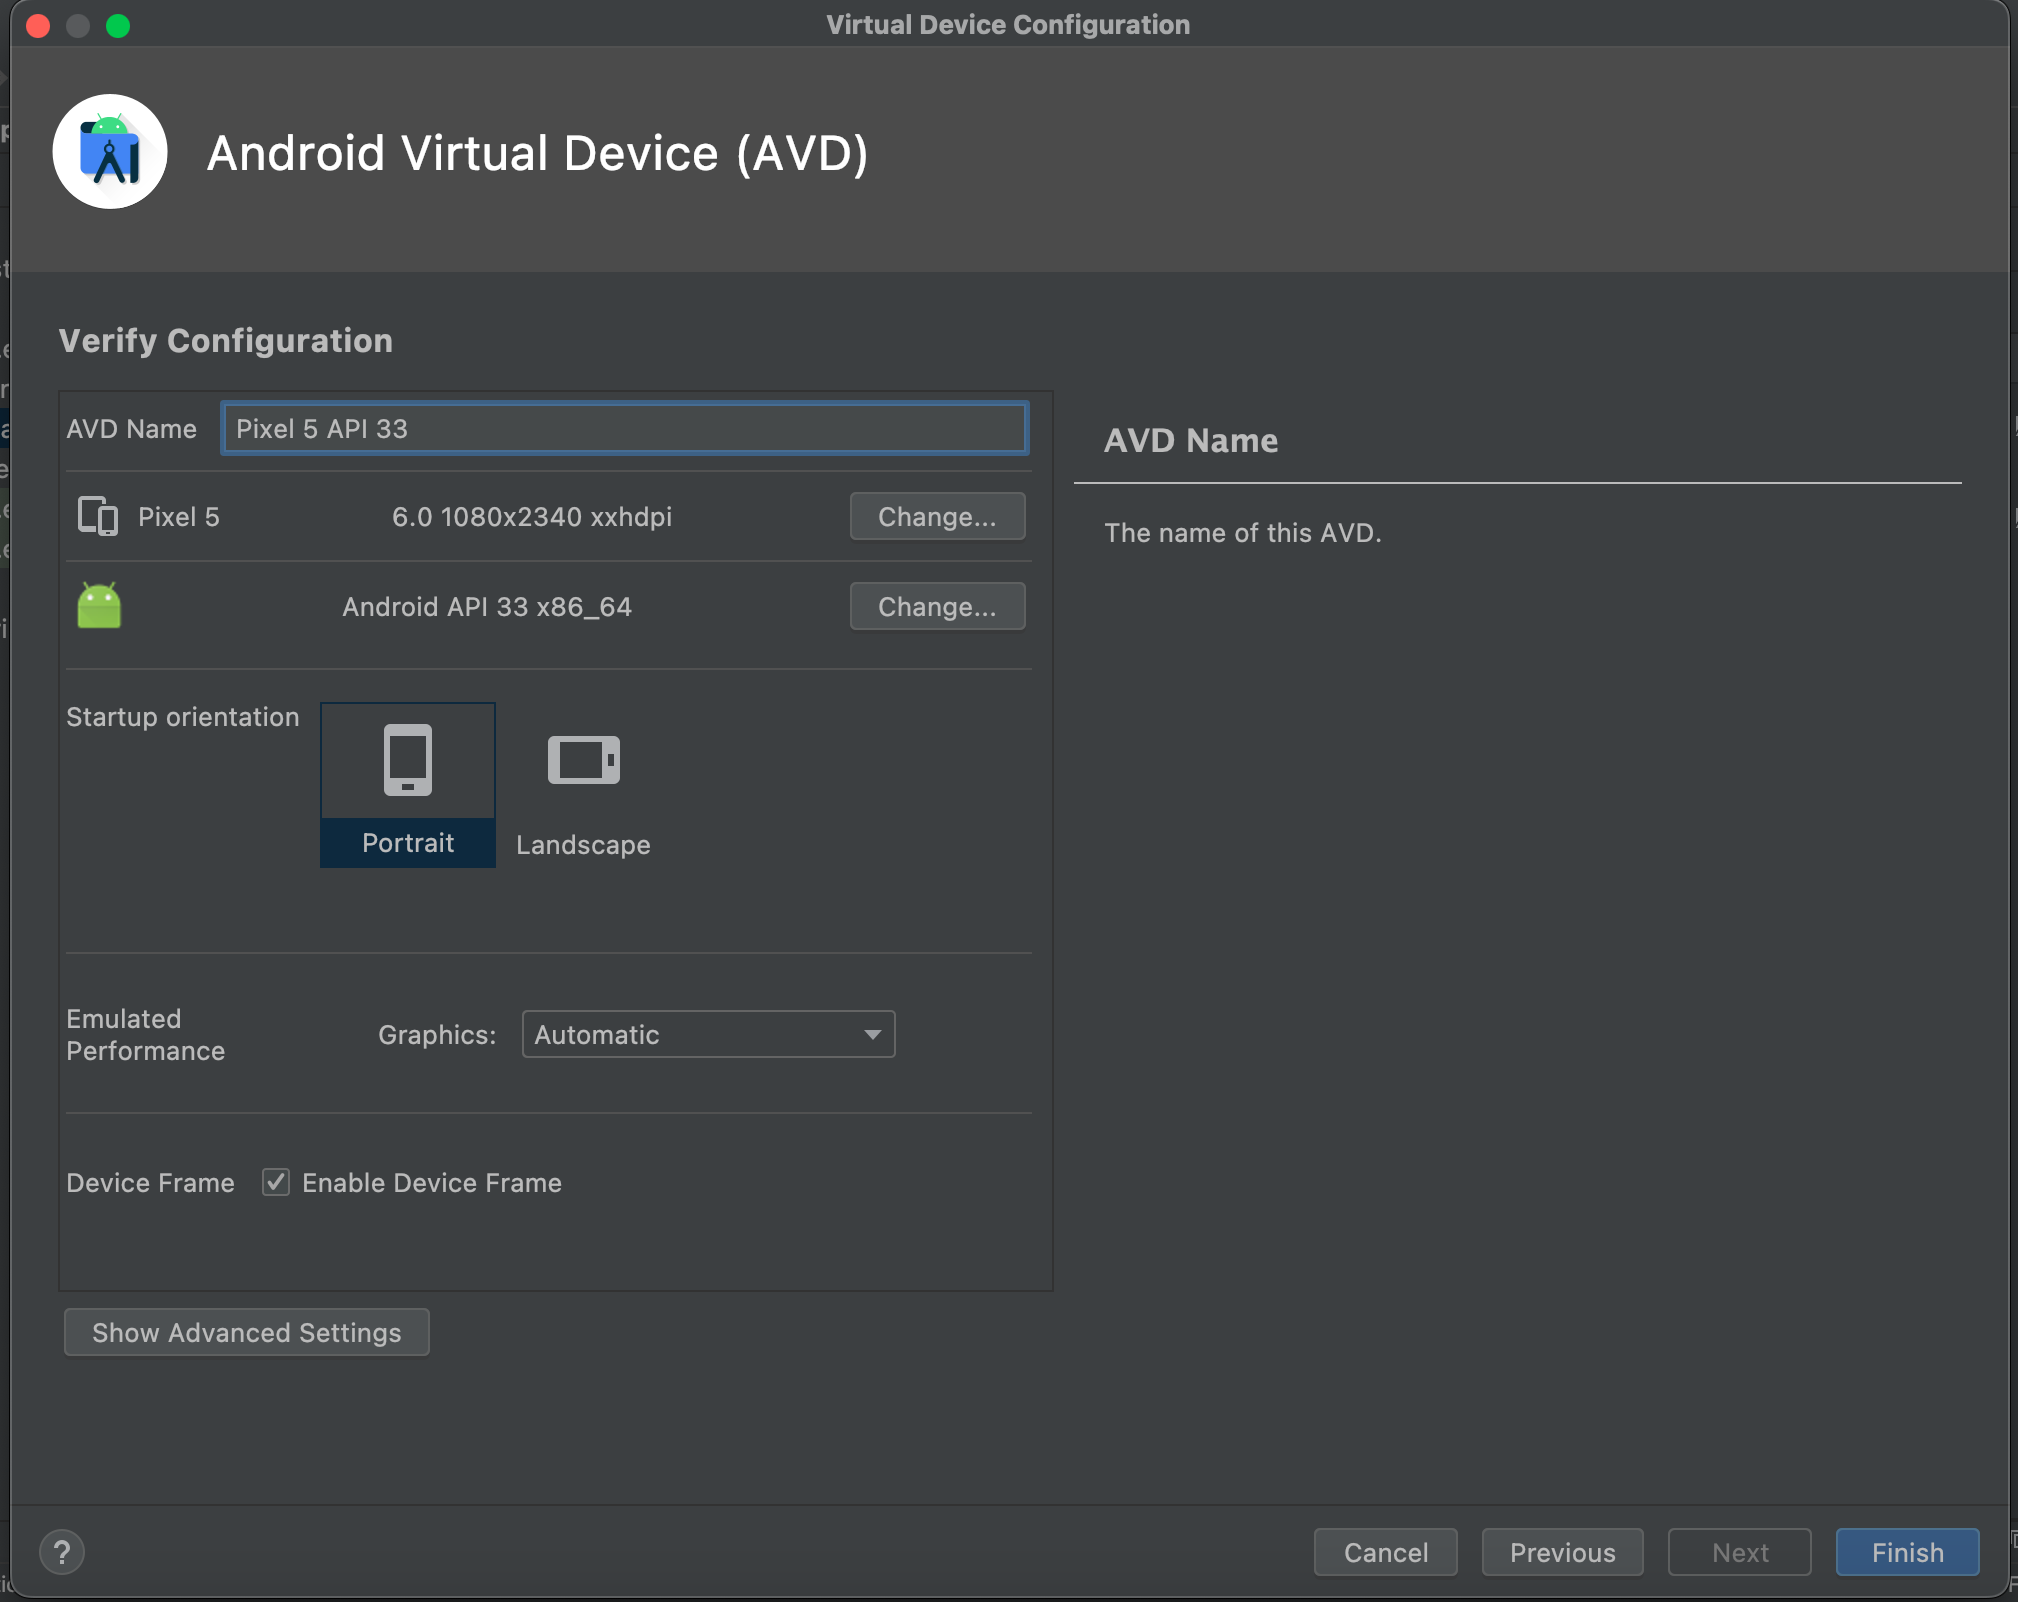 Virtual Device Configuration
Android Virtual Device (AVD)
Verify Configuration
AVD Name Pixel 5 API 33
Pixel 5 6.0 1080x2340 xxhdpi Change...
Android API 33 x86_64 Change...
Startup orientation
Portrait Landscape
Emulated
Performance
Graphics: Automatic
Device Frame Enable Device Frame
Show Advanced Settings
AVD Name
The name of this AVD.
? Cancel Previous Next Finish